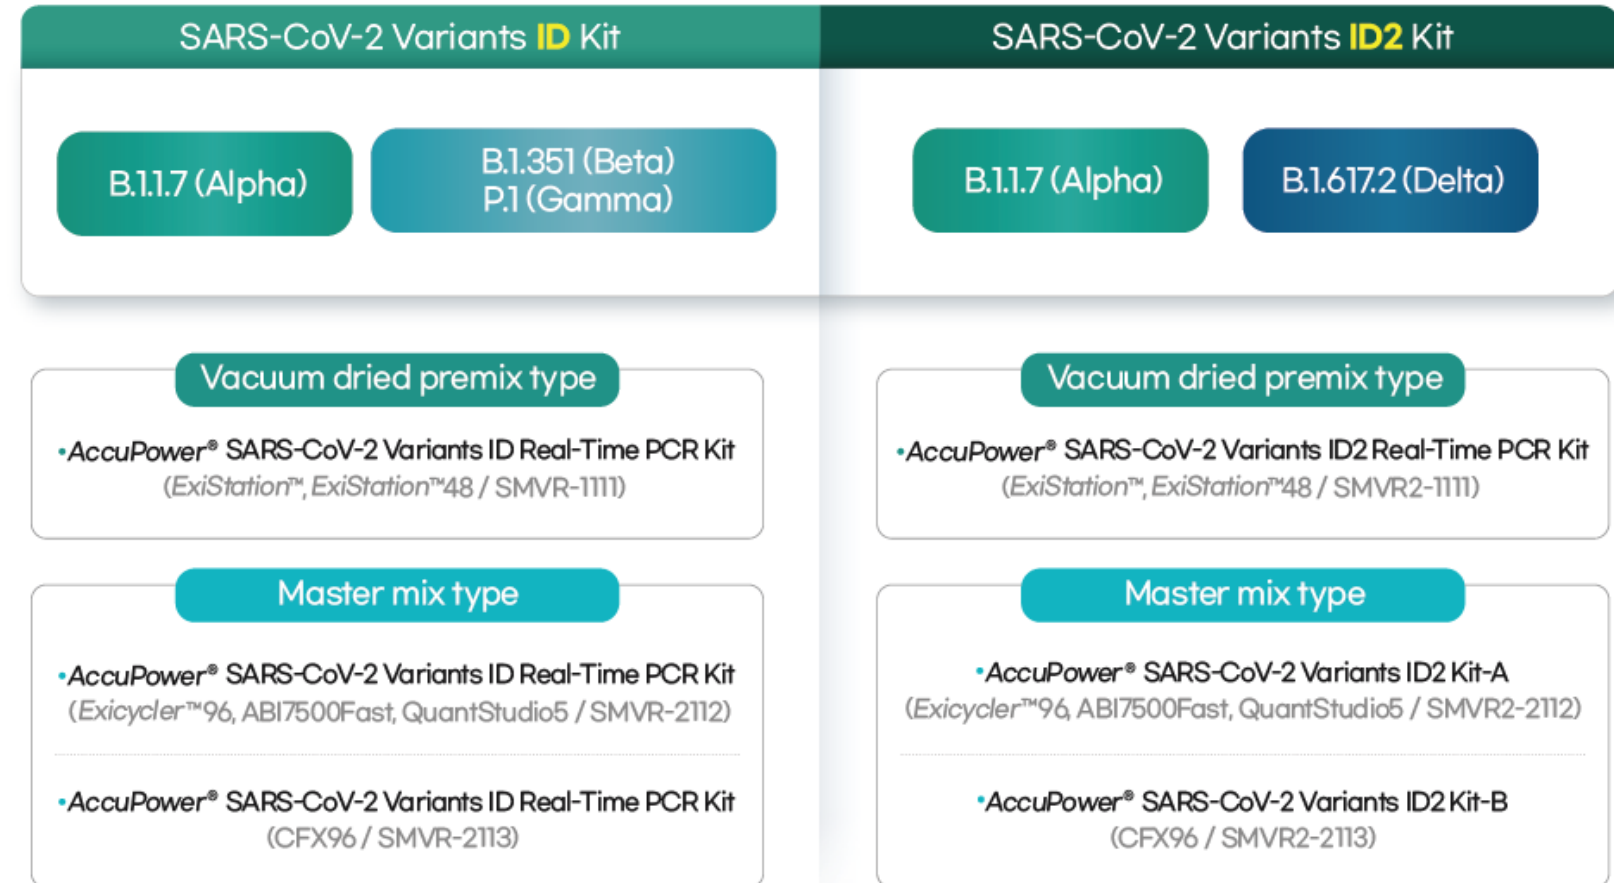 SARS-CoV-2 Variants ID Kit
B.1.1.7 (Alpha)
B.1.351 (Beta)
P.1 (Gamma)
Vacuum dried premix type
•AccuPower® SARS-CoV-2 Variants ID Real-Time PCR Kit
(ExiStation™, ExiStation™48 / SMVR-1111)
Master mix type
•AccuPower® SARS-CoV-2 Variants ID Real-Time PCR Kit
(Exicycler™96, ABI7500Fast, QuantStudio5 / SMVR-2112)
•AccuPower® SARS-CoV-2 Variants ID Real-Time PCR Kit
(CFX96 / SMVR-2113)
SARS-CoV-2 Variants ID2 Kit
B.1.1.7 (Alpha)
B.1.617.2 (Delta)
Vacuum dried premix type
•AccuPower® SARS-CoV-2 Variants ID2 Real-Time PCR Kit
(ExiStation™, ExiStation™48 / SMVR2-1111)
Master mix type
•AccuPower® SARS-CoV-2 Variants ID2 Kit-A
(Exicycler™96, ABI7500Fast, QuantStudio5 / SMVR2-2112)
•AccuPower® SARS-CoV-2 Variants ID2 Kit-B
(CFX96 / SMVR2-2113)